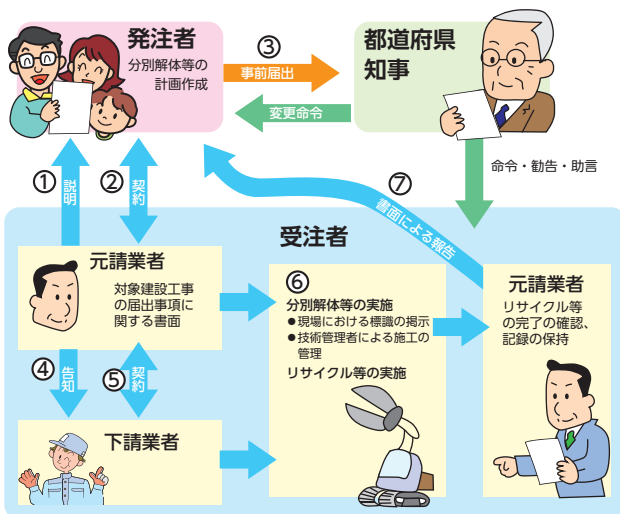 発注者
分別解体等の
計画作成
③
事前届出
変更命令
都道府県
知事
命令・勧告・助言
①
説明
②
契約
⑦
書面による報告
受注者
元請業者
対象建設工事
の届出事項に
関する書面
④
告知
⑤
契約
下請業者
⑥
分別解体等の実施
●現場における標識の掲示
●技術管理者による施工の
管理
リサイクル等の実施
元請業者
リサイクル等
の完了の確認、
記録の保持